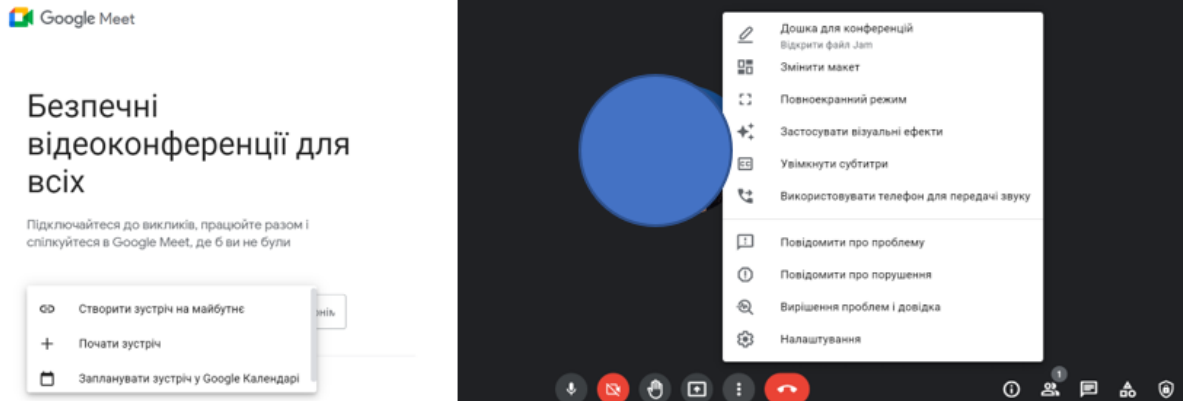 Google Meet
Безпечні
відеоконференції для
всіх
Підключайтеся до викликів, працюйте разом і
спілкуйтеся в Google Meet, де б ви не були
Створити зустріч на майбутнє
Почати зустріч
Запланувати зустріч у Google Календарі
Дошка для конференцій
Відкрити файл Jam
Змінити макет
Повноекранний режим
Застосувати візуальні ефекти
CC
Увімкнути субтитри
Використовувати телефон для передачі звуку
Повідомити про проблему
Повідомити про порушення
Вирішення проблем і довідка
Налаштування
1